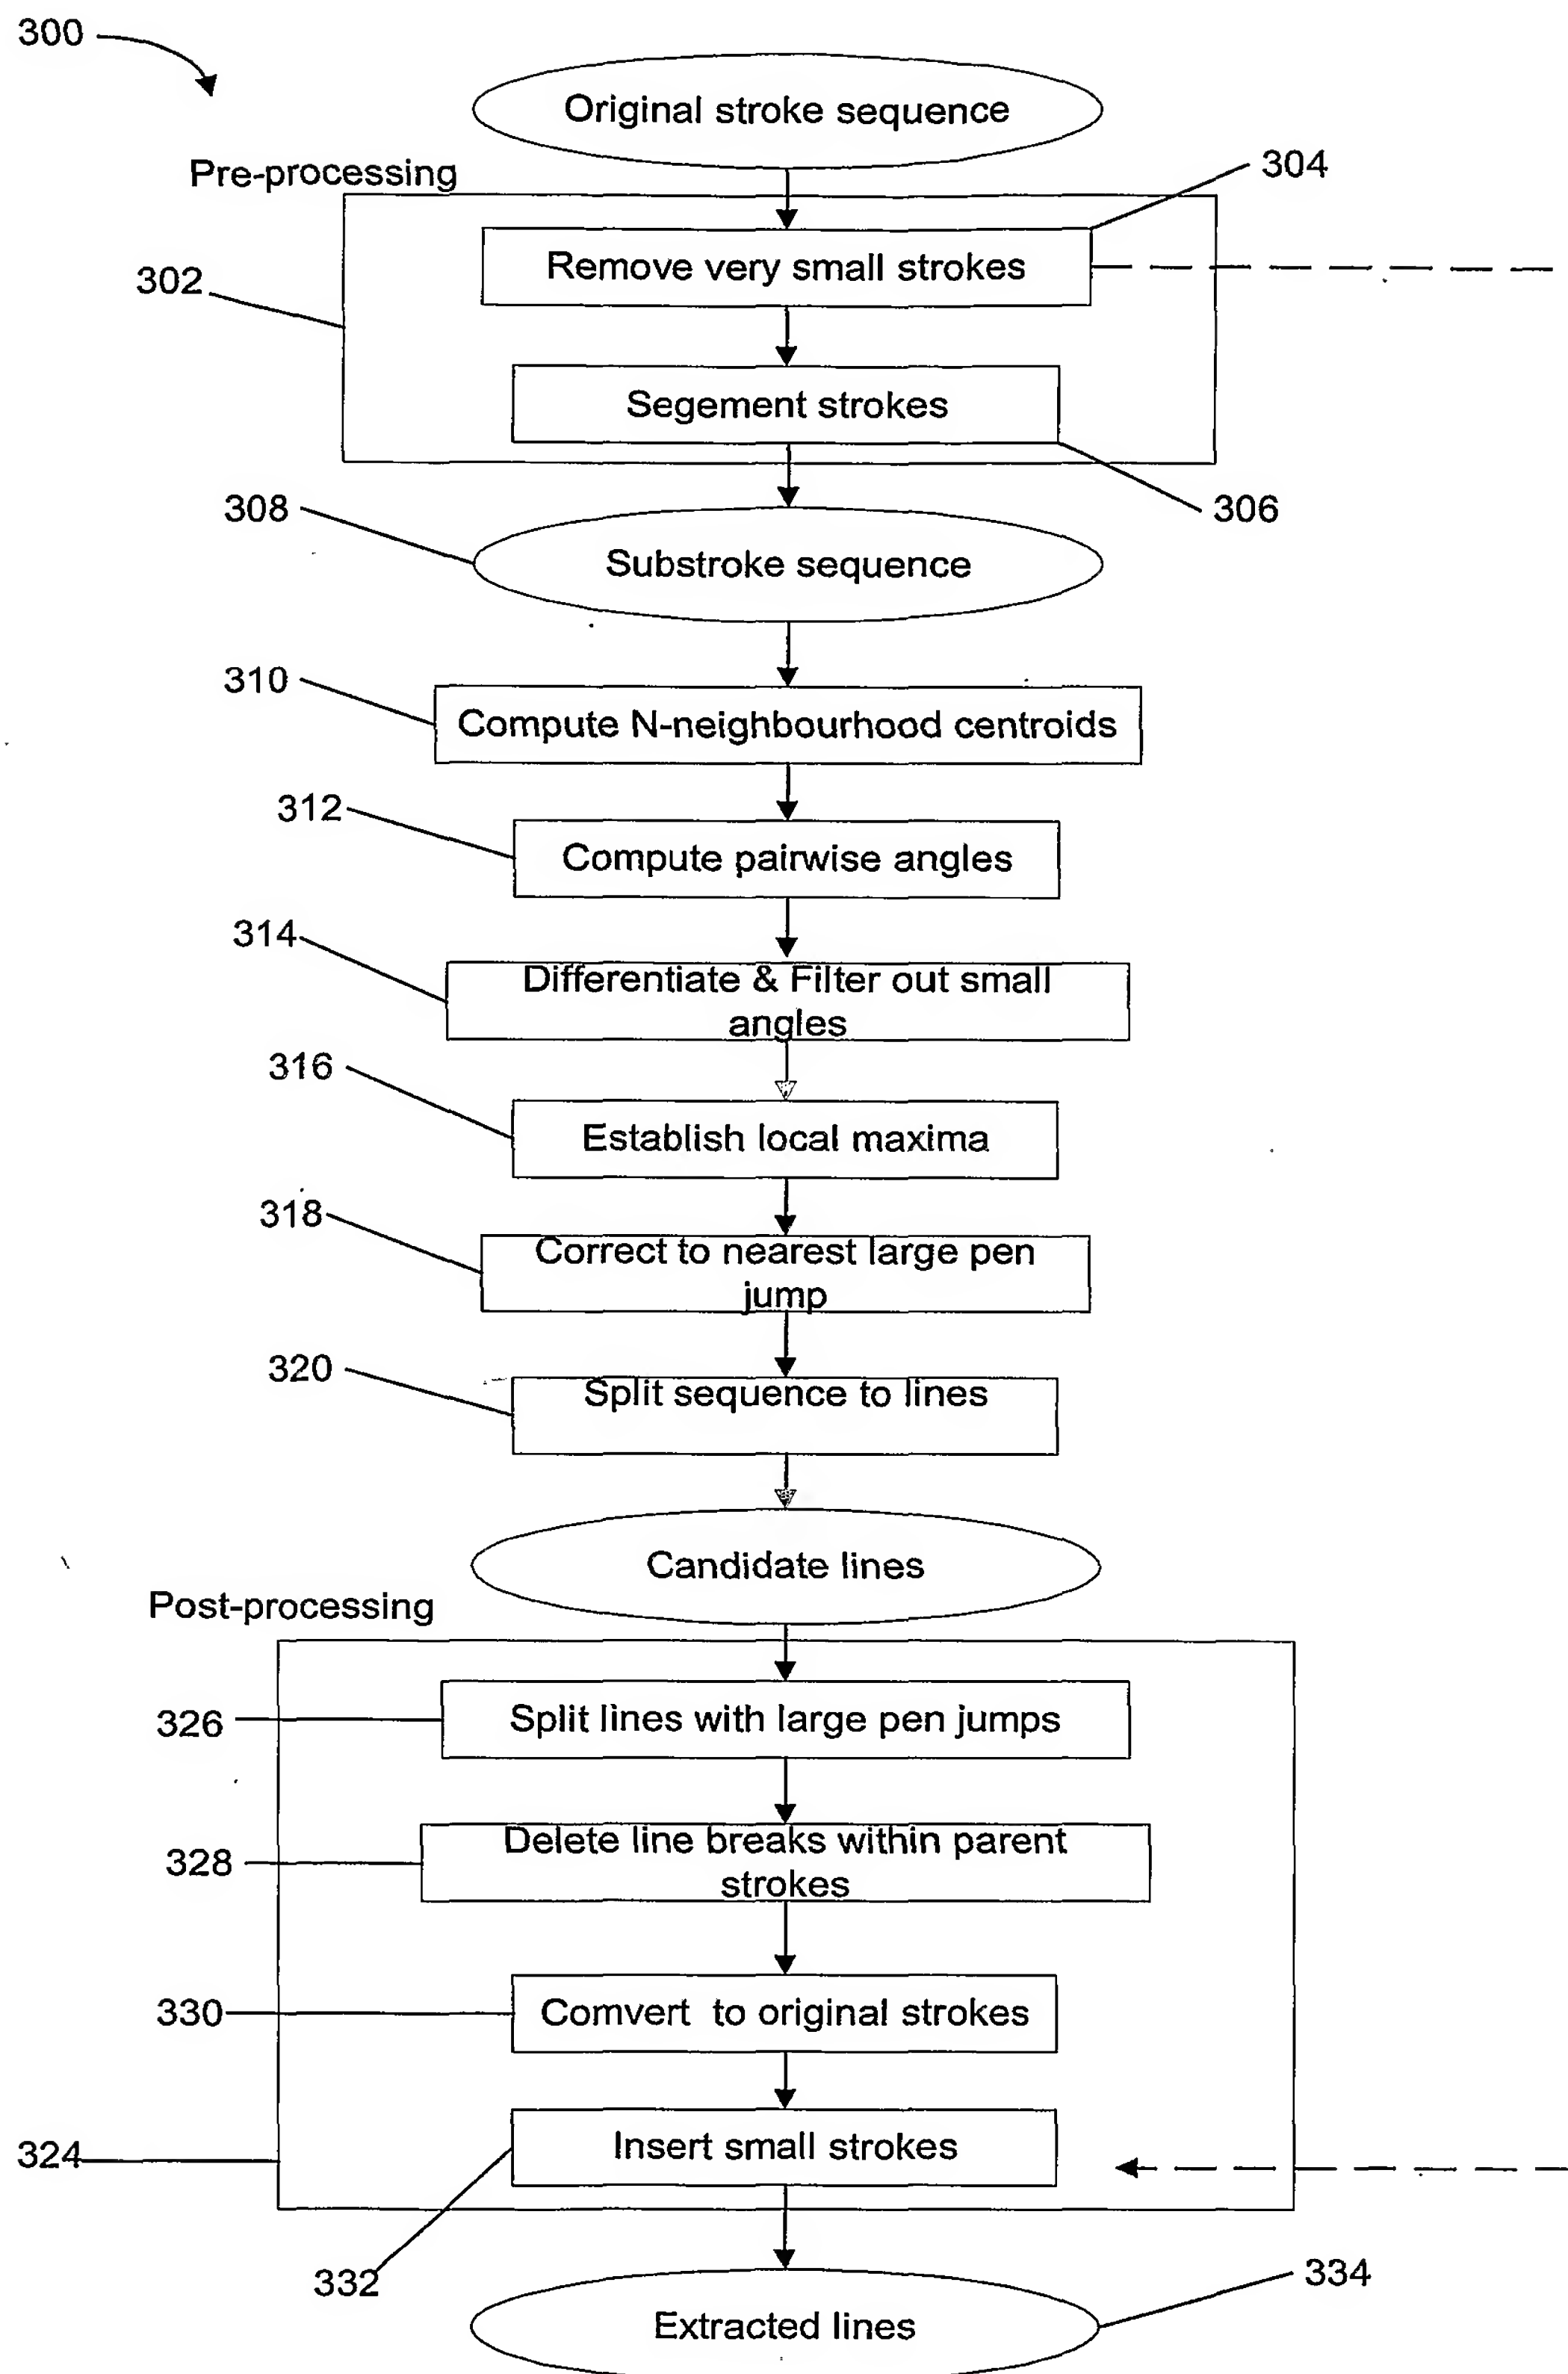 300
Original stroke sequence
Pre-processing
304
Remove very small strokes
302
Segement strokes
308
306
Substroke sequence
310
Compute N-neighbourhood centroids
312
Compute pairwise angles
314
Differentiate & Filter out small
angles
316
Establish local maxima
318
Correct to nearest large pen
jump
320
Split sequence to lines
Candidate lines
Post-processing
326
Split lines with large pen jumps
328
Delete line breaks within parent
strokes
330
Comvert to original strokes
324
Insert small strokes
332
334
Extracted lines